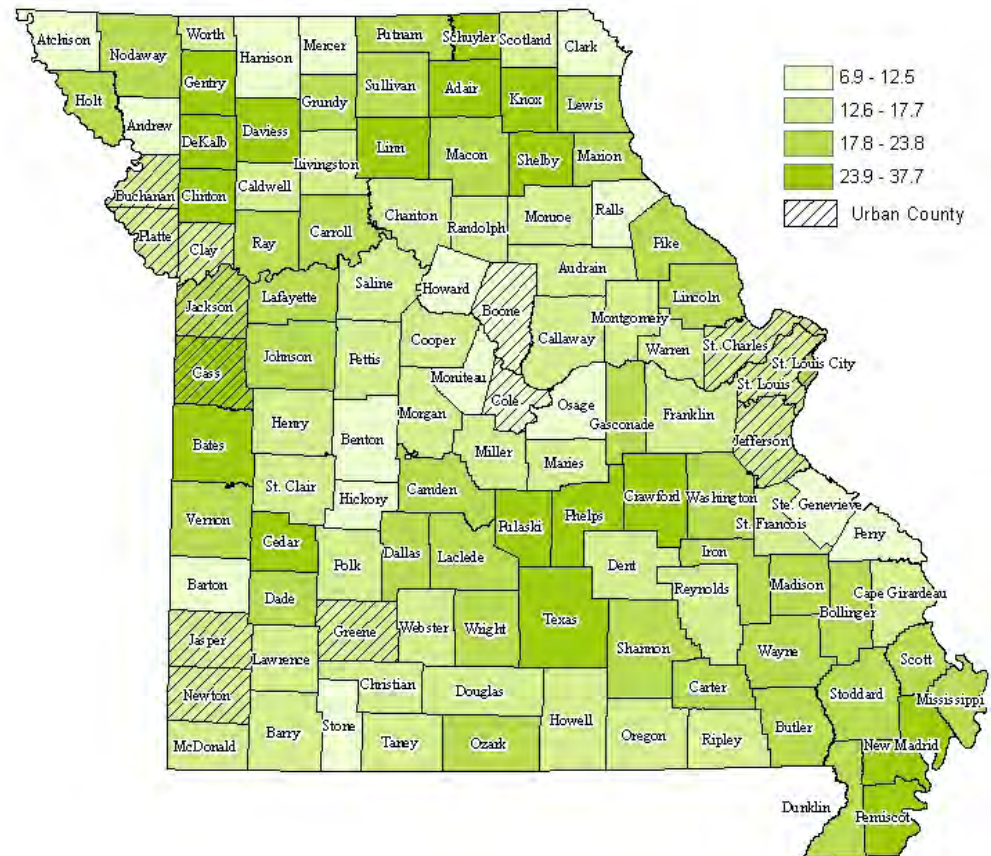 Atchison
Nodaway
Worth
Harrison
Mercer
Putnam
Schuyler
Scotland
Clark
Gentry
Holt
Andrew
DeKalb
Daviess
Grundy
Sullivan
Adair
Knox
Lewis
Livingston
Linn
Macon
Shelby
Marion
Buchanan
Clinton
Caldwell
Chariton
Randolph
Monroe
Ralls
Platte
Clay
Ray
Carroll
Pike
Jackson
Lafayette
Saline
Howard
Boone
Audrain
Lincoln
Montgomery
Cass
Johnson
Pettis
Cooper
Moniteau
Callaway
Warren
St. Charles
St. Louis City
St. Louis
Cole
Osage
Gasconade
Franklin
Jefferson
Bates
Henry
Benton
Morgan
Miller
Maries
St. Clair
Hickory
Camden
Pulaski
Phelps
Crawford
Washington
Ste. Genevieve
St. Francois
Perry
Vernon
Cedar
Polk
Dallas
Laclede
Dent
Iron
Reynolds
Madison
Bollinger
Cape Girardeau
Barton
Dade
Jasper
Greene
Webster
Wright
Texas
Shannon
Wayne
Scott
Lawrence
Newton
Christian
Douglas
Carter
Stoddard
Mississippi
McDonald
Barry
Stone
Taney
Ozark
Howell
Oregon
Ripley
Butler
New Madrid
Dunklin
Pemiscot
6.9 - 12.5
12.6 - 17.7
17.8 - 23.8
23.9 - 37.7
Urban County